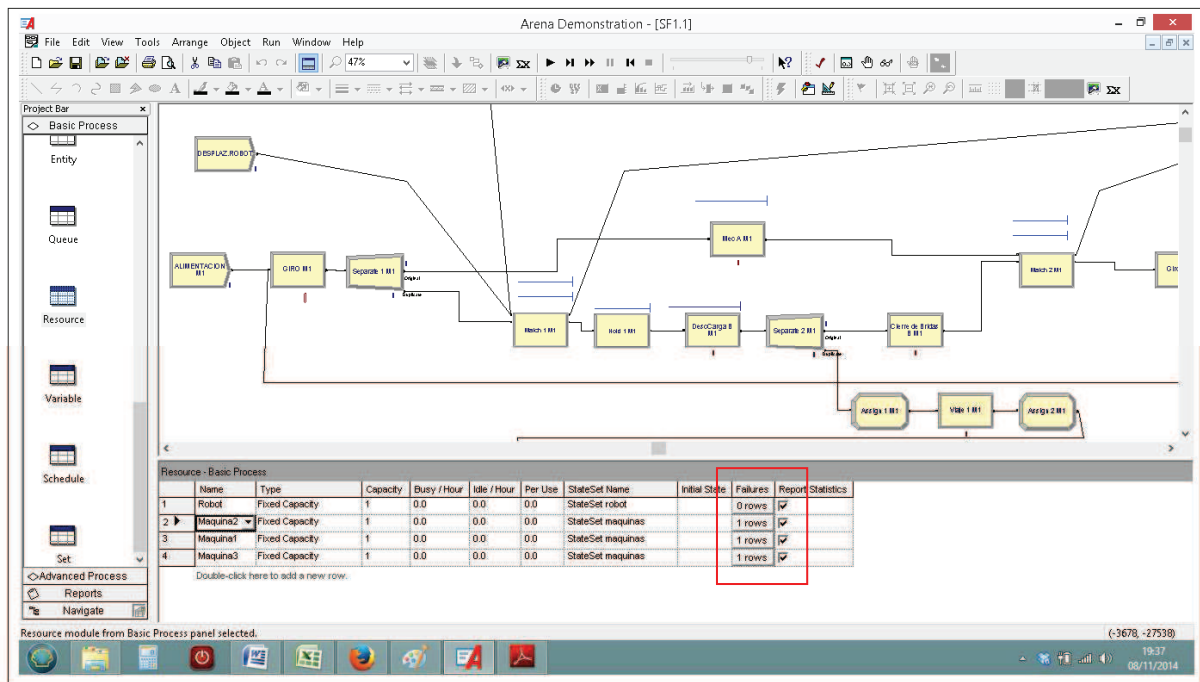 Arena Demonstration - [SF1.1]
File Edit View Tools Arrange Object Run Window Help
47%
Project Bar
Basic Process
Entity
Queue
Resource
Variable
Schedule
Set
Advanced Process
Reports
Navigate
DESPLAZ.ROBOT
ALIMENTACION M1
GIRO M1
Separate 1 M1
Original
Duplicate
Match 1 M1
Hold 1 M1
DescCarga B M1
Separate 2 M1
Original
Duplicate
Cierre de Bridas B M1
Mec A M1
Match 2 M1
Assign 1 M1
Viaje 1 M1
Assign 2 M1
Resource - Basic Process
Name Type Capacity Busy / Hour Idle / Hour Per Use StateSet Name Initial State Failures Report Statistics
1 Robot Fixed Capacity 1 0.0 0.0 0.0 StateSet robot 0 rows
2 Maquina2 Fixed Capacity 1 0.0 0.0 0.0 StateSet maquinas 1 rows
3 Maquina1 Fixed Capacity 1 0.0 0.0 0.0 StateSet maquinas 1 rows
4 Maquina3 Fixed Capacity 1 0.0 0.0 0.0 StateSet maquinas 1 rows
Double-click here to add a new row.
Resource module from Basic Process panel selected.
(-3678, -27538)
19:37
08/11/2014